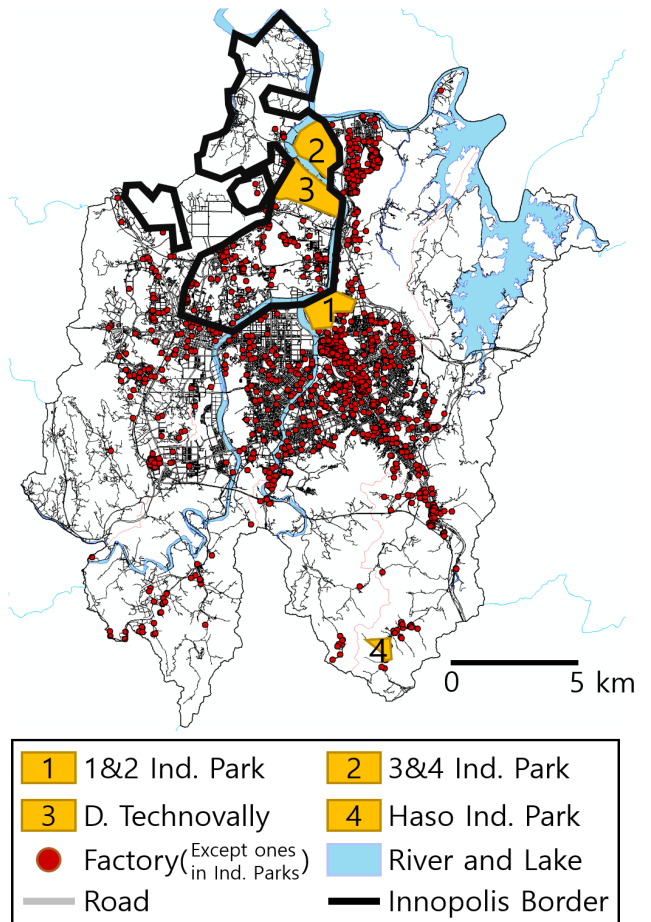 2
3
1
4
0 5 km
1 1&2 Ind. Park
2 3&4 Ind. Park
3 D. Technovally
4 Haso Ind. Park
Factory(Except ones in Ind. Parks)
River and Lake
Road
Innopolis Border